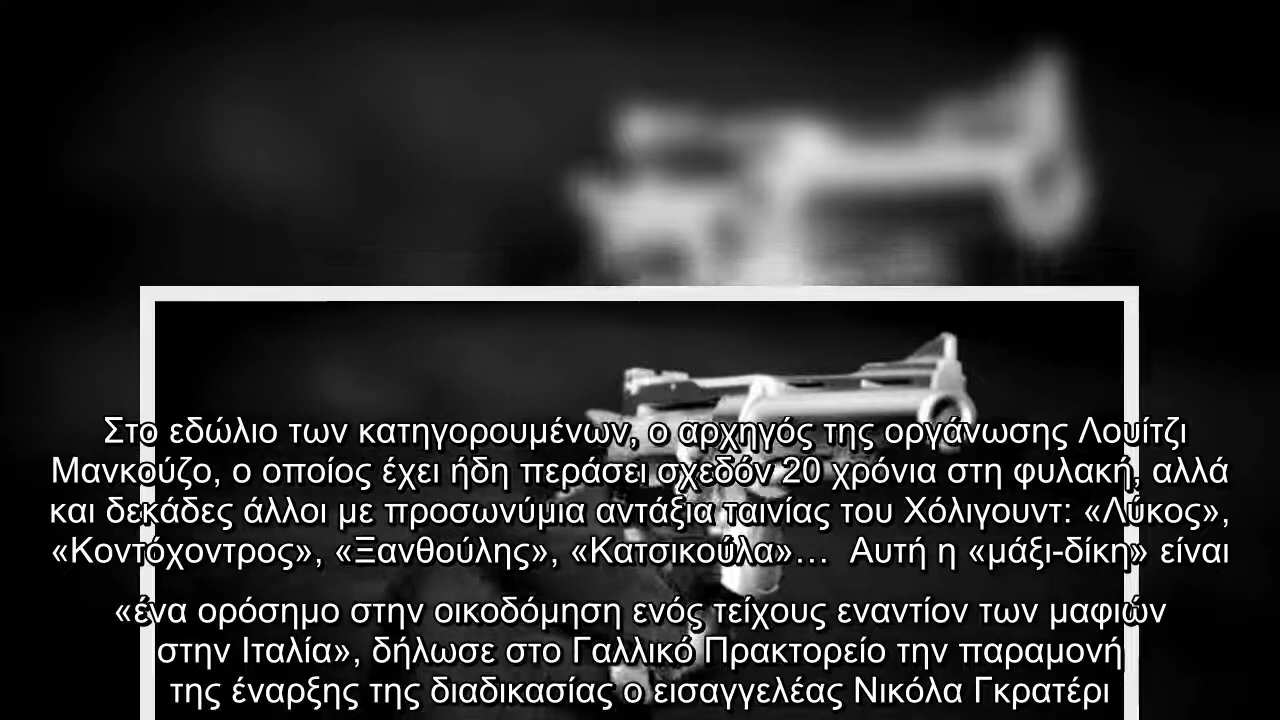 Στο εδώλιο των κατηγορουμένων, ο αρχηγός της οργάνωσης Λουίτζι
Μανκούζο, ο οποίος έχει ήδη περάσει σχεδόν 20 χρόνια στη φυλακή, αλλά
και δεκάδες άλλοι με προσωνύμια αντάξια ταινίας του Χόλιγουντ: «Λύκος»,
«Κοντόχοντρος», «Ξανθούλης», «Κατσικούλα»… Αυτή η «μάξι-δίκη» είναι
«ένα ορόσημο στην οικοδόμηση ενός τείχους εναντίον των μαφιών
στην Ιταλία», δήλωσε στο Γαλλικό Πρακτορείο την παραμονή
της έναρξης της διαδικασίας ο εισαγγελέας Νικόλα Γκρατέρι